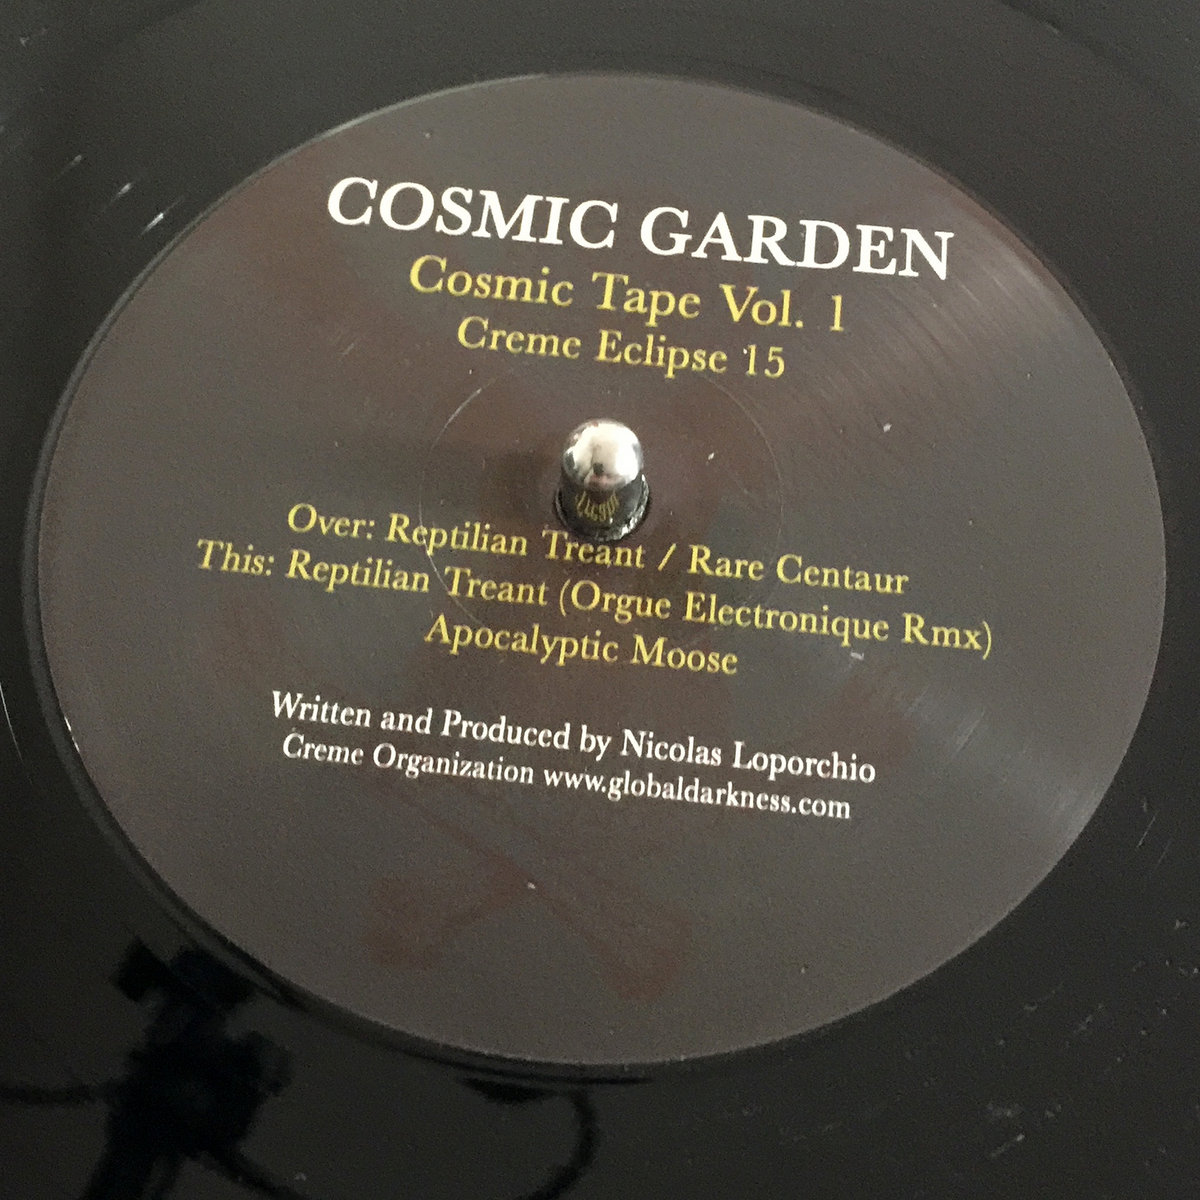 COSMIC GARDEN
Cosmic Tape Vol. 1
Creme Eclipse 15
Over: Reptilian Treant / Rare Centaur
This: Reptilian Treant (Orgue Electronique Rmx)
Apocalyptic Moose
Written and Produced by Nicolas Loporchio
Creme Organization www.globaldarkness.com